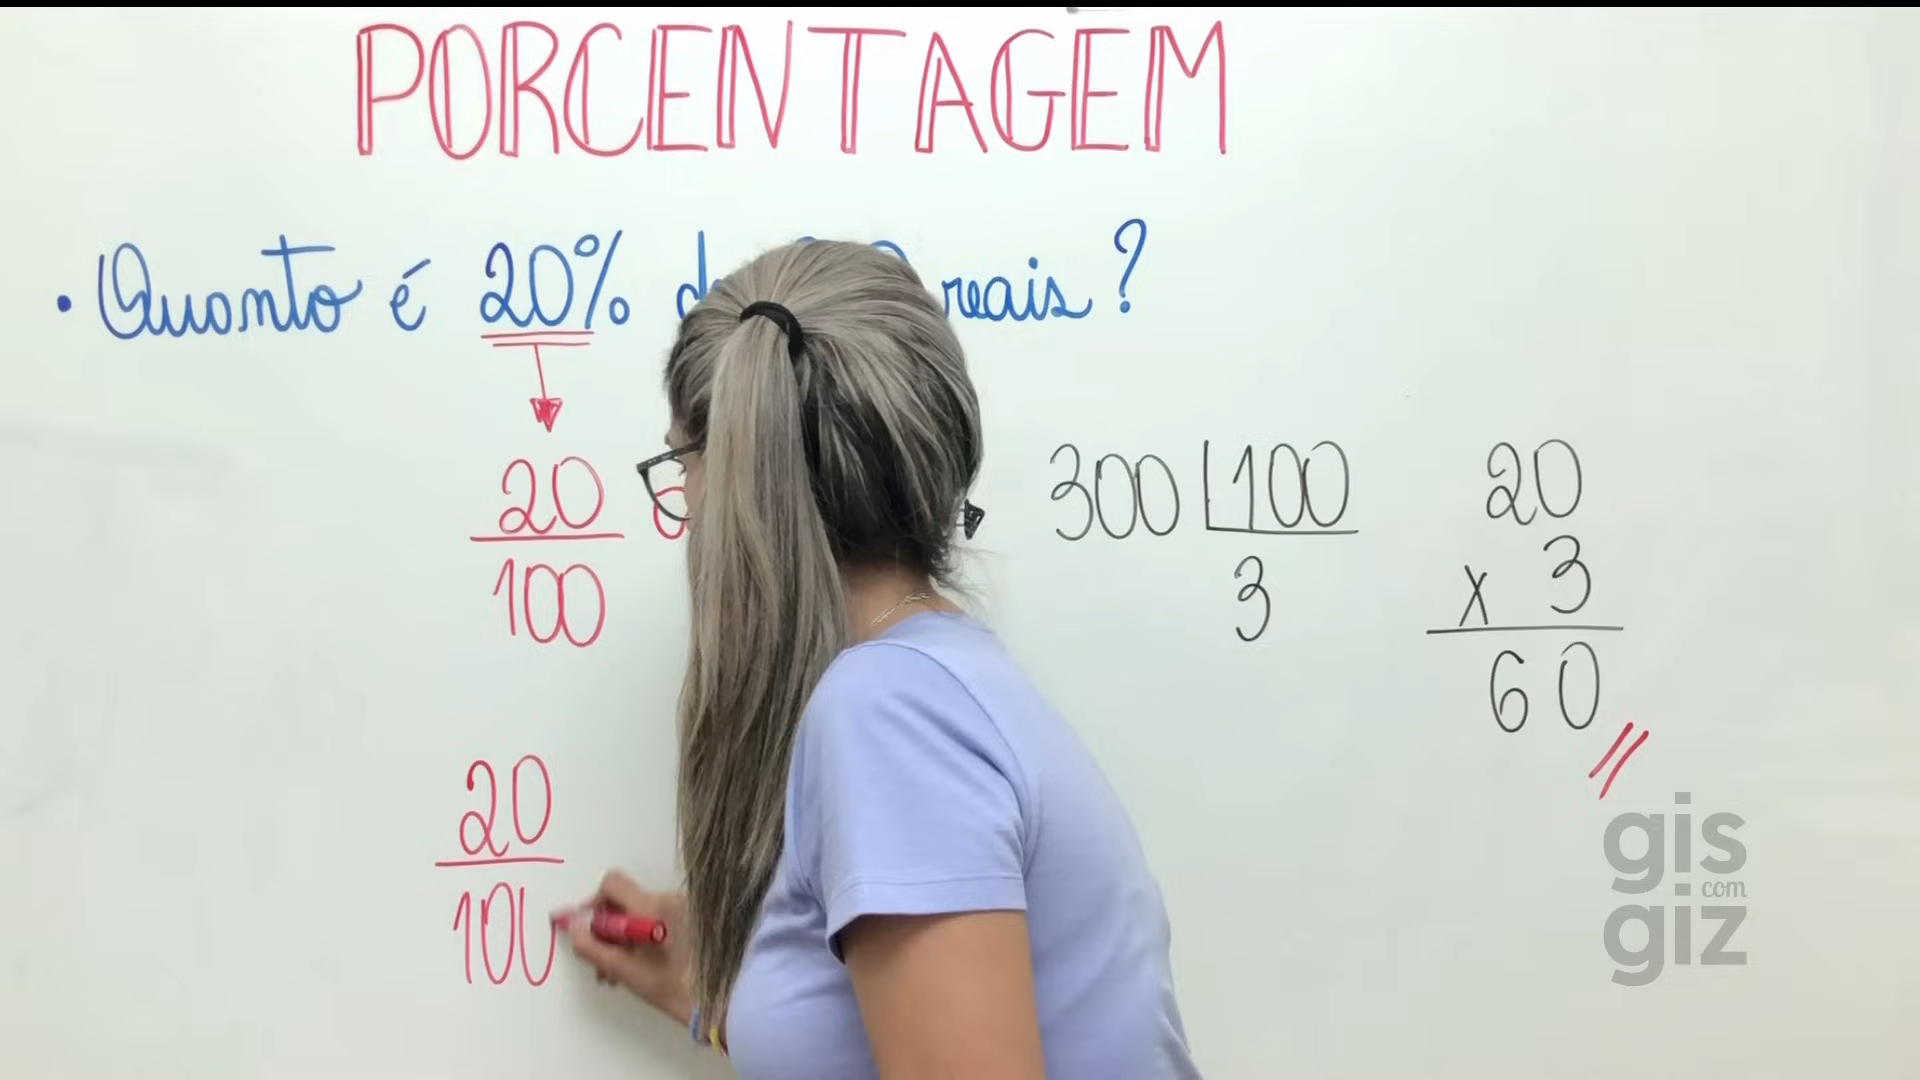 PORCENTAGEM
• Quanto é 20% reais?
20
100
300 100
3
20
x 3
60
20
100
gis
com
giz